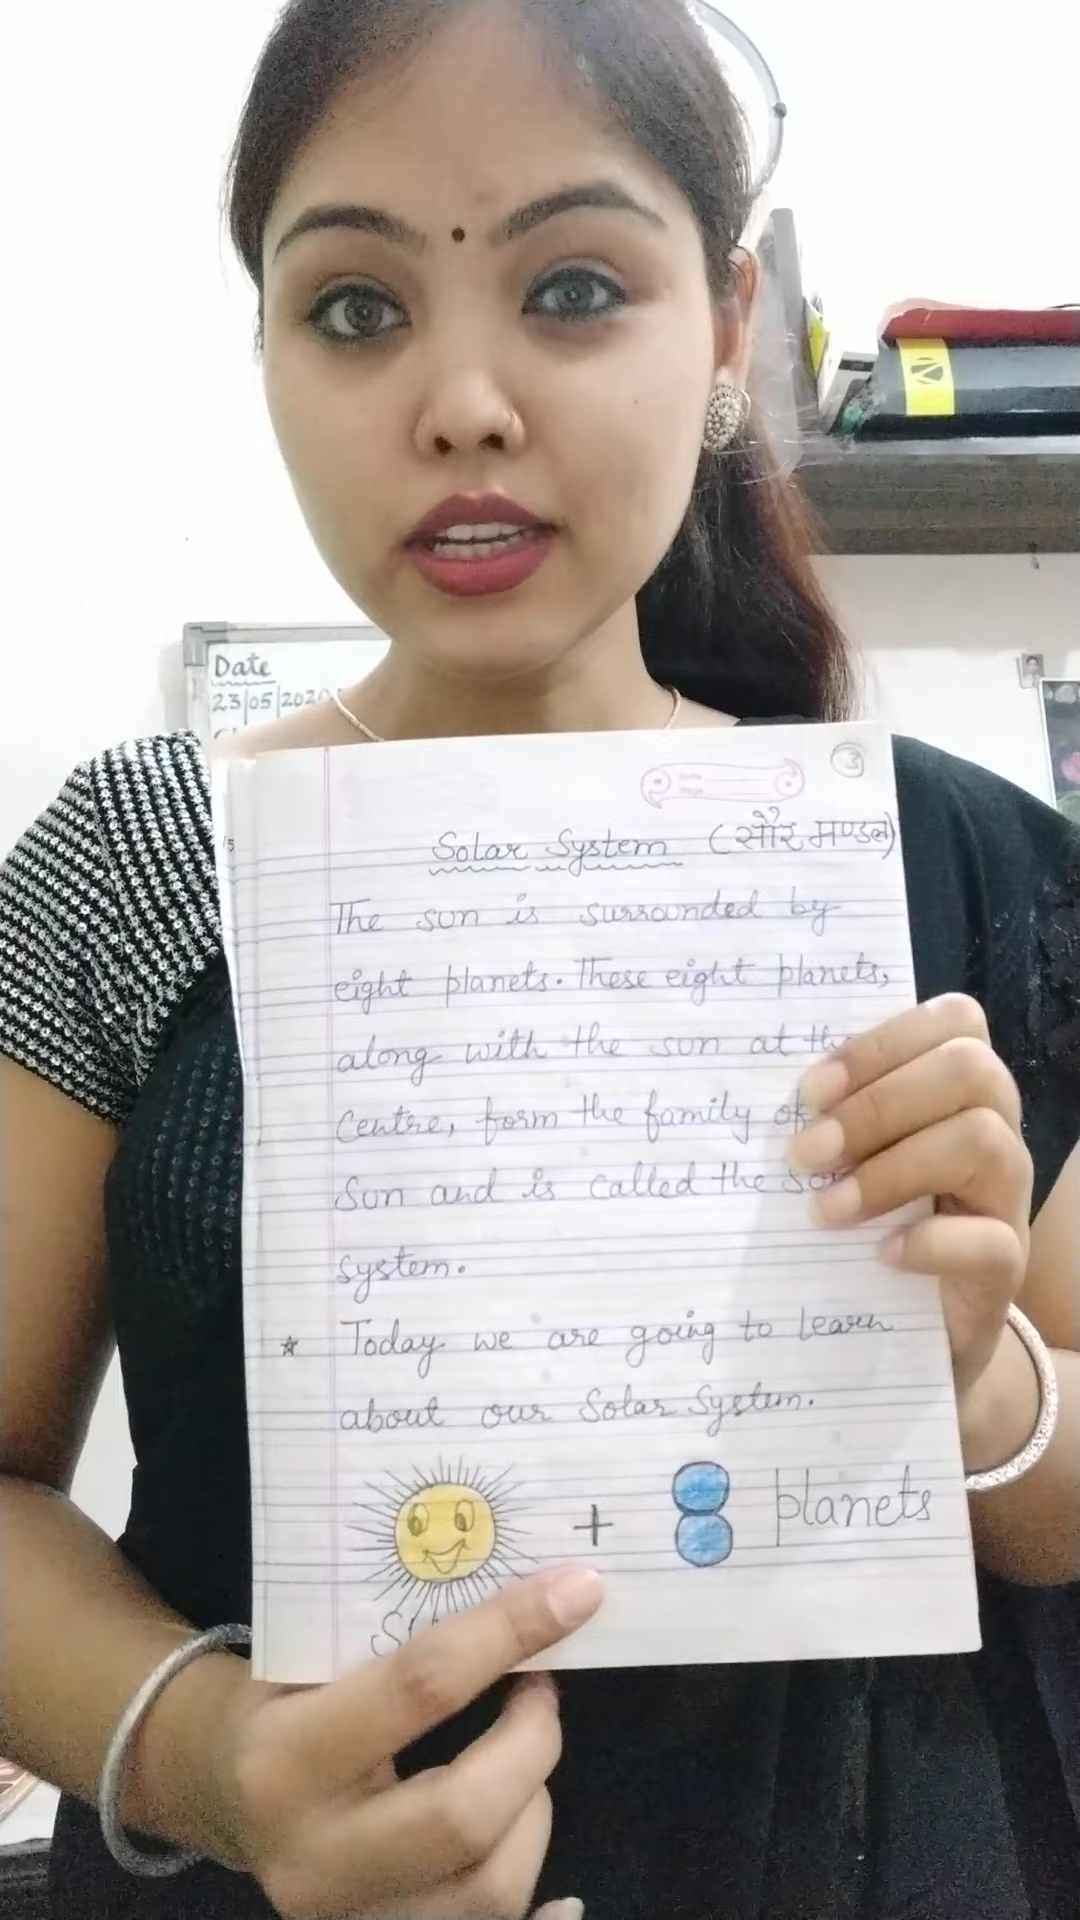 Date
23/05/2020
3
Solar System (सौर मण्डल)
The sun is surrounded by
eight planets. These eight planets,
along with the sun at the
Centre, form the family of
Sun and is called the
system.
☆ Today we are going to learn
about our Solar System.
+ 8 planets